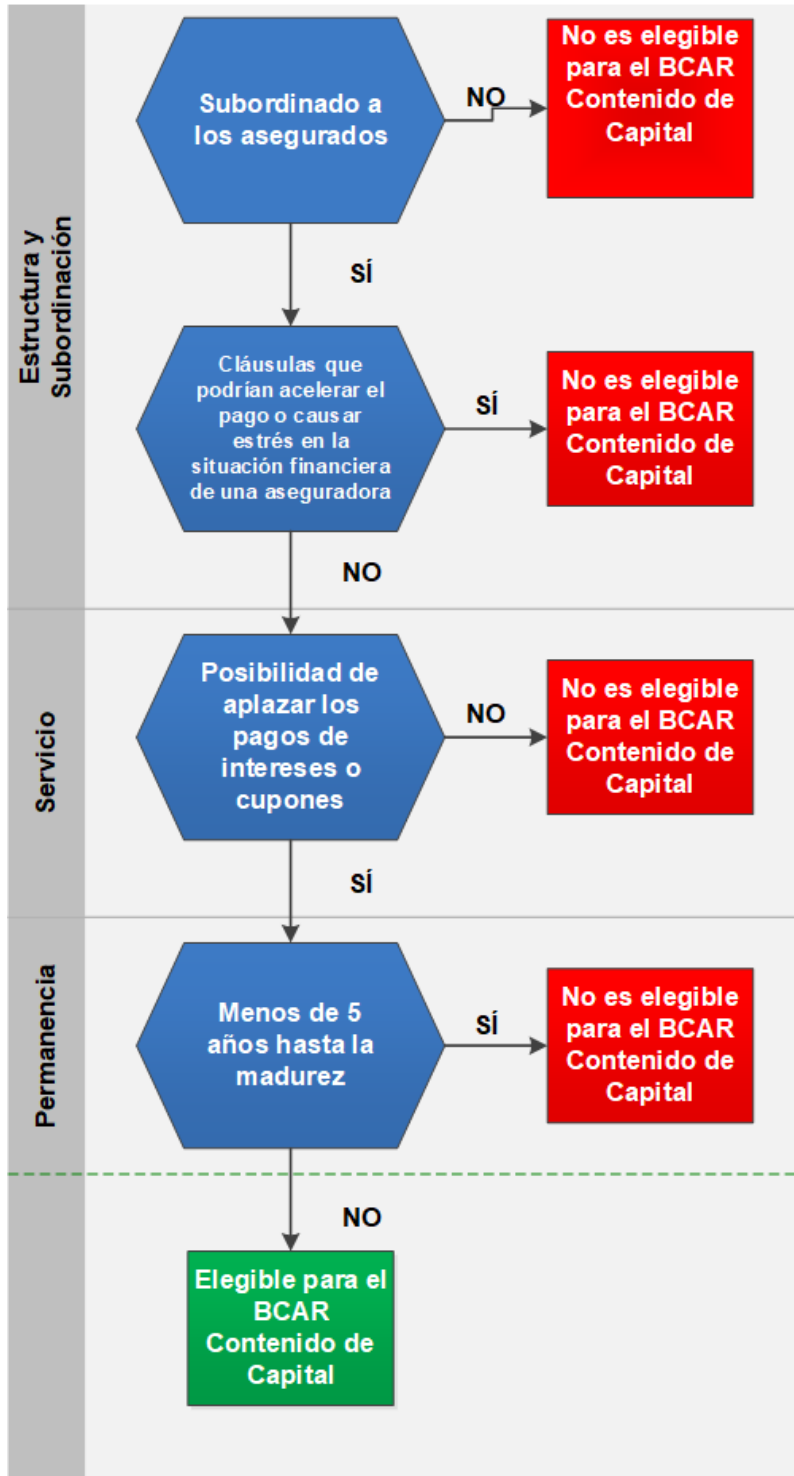 Estructura y
Subordinación
Subordinado a
los asegurados
NO
No es elegible
para el BCAR
Contenido de
Capital
SÍ
Cláusulas que
podrían acelerar el
pago o causar
estrés en la
situación financiera
de una aseguradora
SÍ
No es elegible
para el BCAR
Contenido de
Capital
NO
Servicio
Posibilidad de
aplazar los
pagos de
intereses o
cupones
NO
No es elegible
para el BCAR
Contenido de
Capital
SÍ
Permanencia
Menos de 5
años hasta la
madurez
SÍ
No es elegible
para el BCAR
Contenido de
Capital
NO
Elegible para el
BCAR
Contenido de
Capital